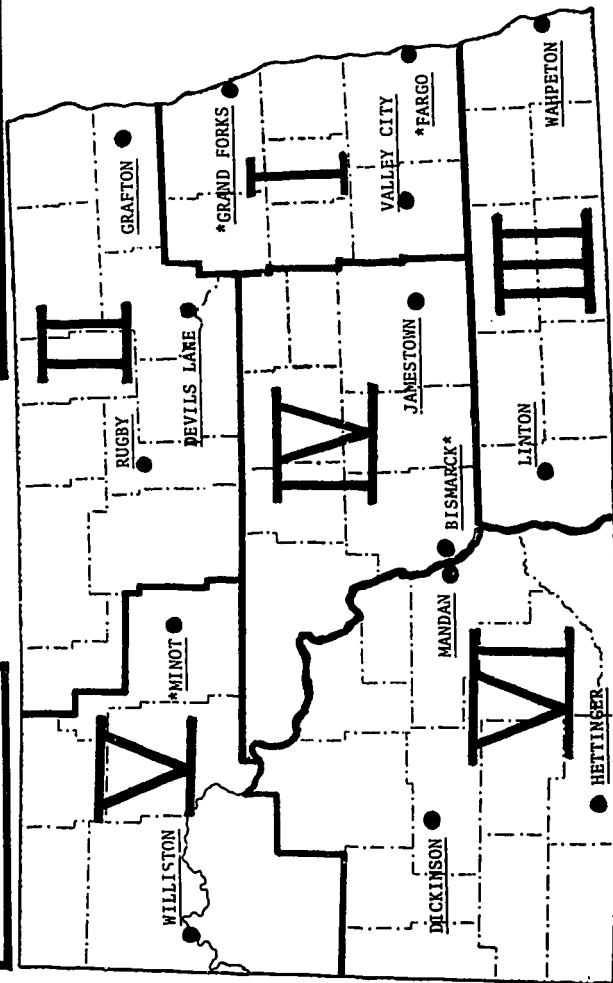 WILLISTON
V
*MINOT
RUGBY
II
DEVILS LAKE
GRAFTON
*GRAND FORKS
I
VALLEY CITY
*FARGO
IV
JAMESTOWN
BISMARCK*
MANDAN
DICKINSON
VI
HETTINGER
LINTON
III
WAHPETON